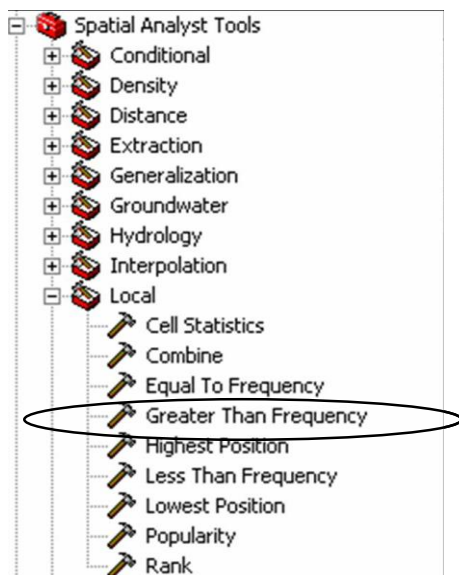 Spatial Analyst Tools
Conditional
Density
Distance
Extraction
Generalization
Groundwater
Hydrology
Interpolation
Local
Cell Statistics
Combine
Equal To Frequency
Greater Than Frequency
Highest Position
Less Than Frequency
Lowest Position
Popularity
Rank